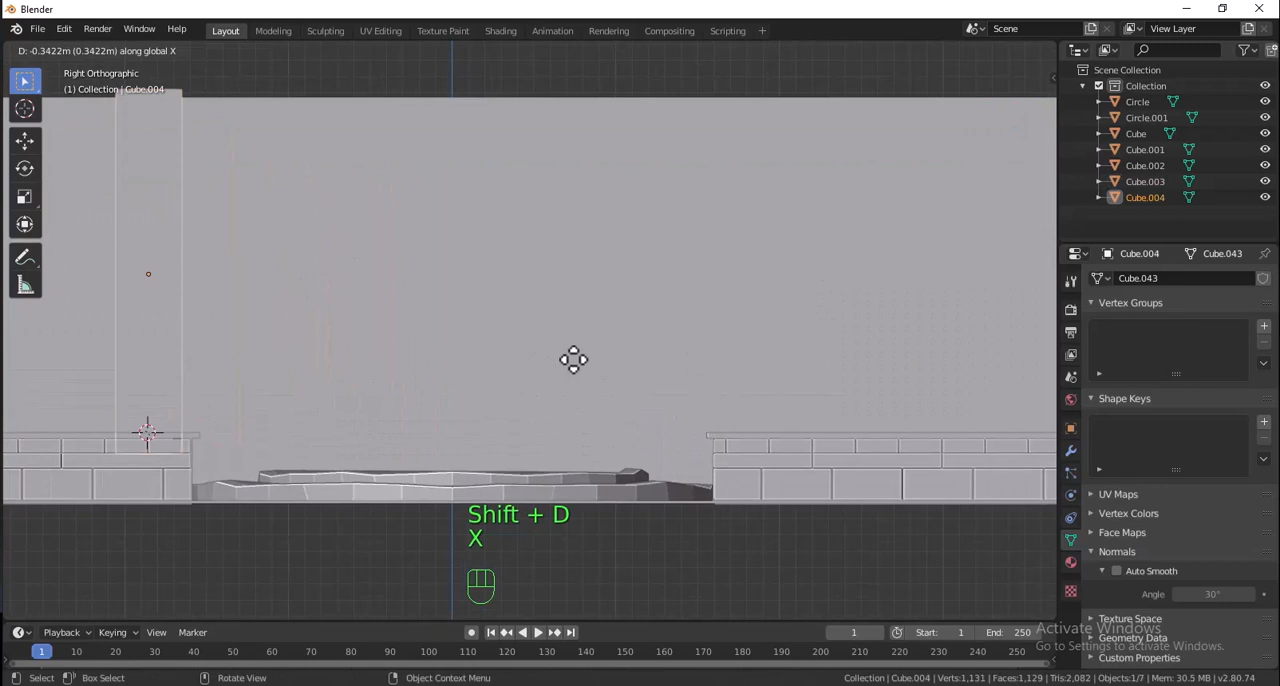 Blender
File Edit Render Window Help Layout Modeling Sculpting UV Editing Texture Paint Shading Animation Rendering Compositing Scripting + Scene View Layer
D: -0.3422m (0.3422m) along global X
Right Orthographic
(1) Collection | Cube.004
Scene Collection
Collection
Circle
Circle.001
Cube
Cube.001
Cube.002
Cube.003
Cube.004
Cube.004 Cube.043
Cube.043
Vertex Groups
Shape Keys
UV Maps
Vertex Colors
Face Maps
Normals
Auto Smooth
Angle 30°
Texture Space
Geometry Data
Custom Properties
Shift + D
X
Activate Windows
Go to Settings to activate Windows.
Playback Keying View Marker 1 Start: 1 End: 250
1 10 20 30 40 50 60 70 80 90 100 110 120 130 140 150 160 170 180 190 200 210 220 230 240 250
Select Box Select Rotate View Object Context Menu Collection | Cube.004 | Verts:1,131 | Faces:1,129 | Tris:2,082 | Objects:1/7 | Mem: 30.5 MB | v2.80.74